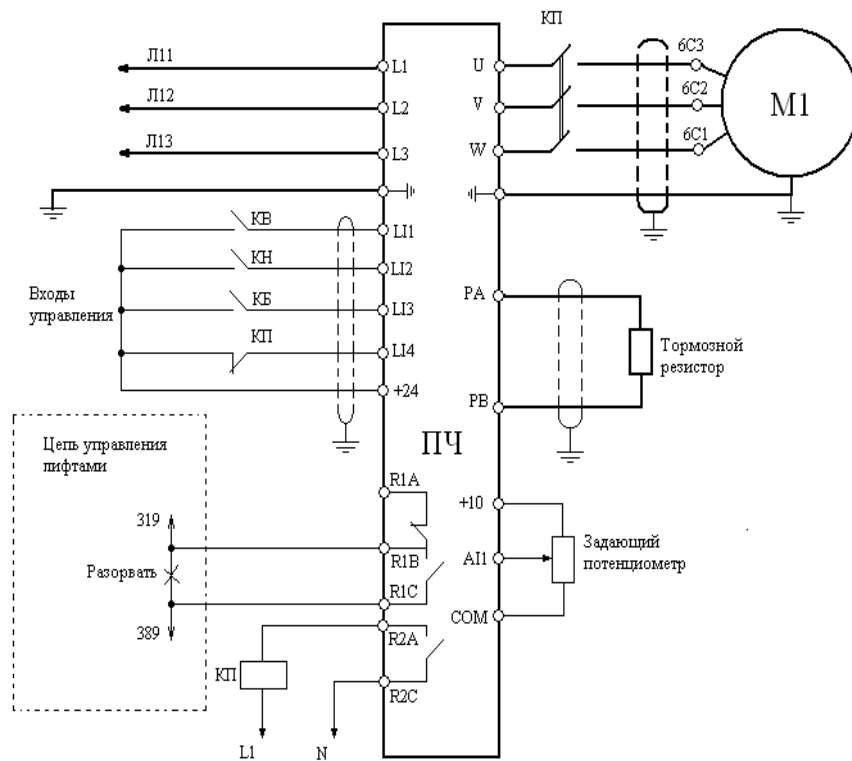 КП
Л11
L1
U
6С3
Л12
L2
V
6С2
М1
Л13
L3
W
6С1
КВ
LI1
КН
LI2
Входы
управления
КБ
LI3
КП
LI4
+24
PA
Тормозной
резистор
PB
ПЧ
Цепь управления
лифтами
319
Разорвать
389
R1A
R1B
R1C
R2A
R2C
КП
L1
N
+10
AI1
COM
Задающий
потенциометр